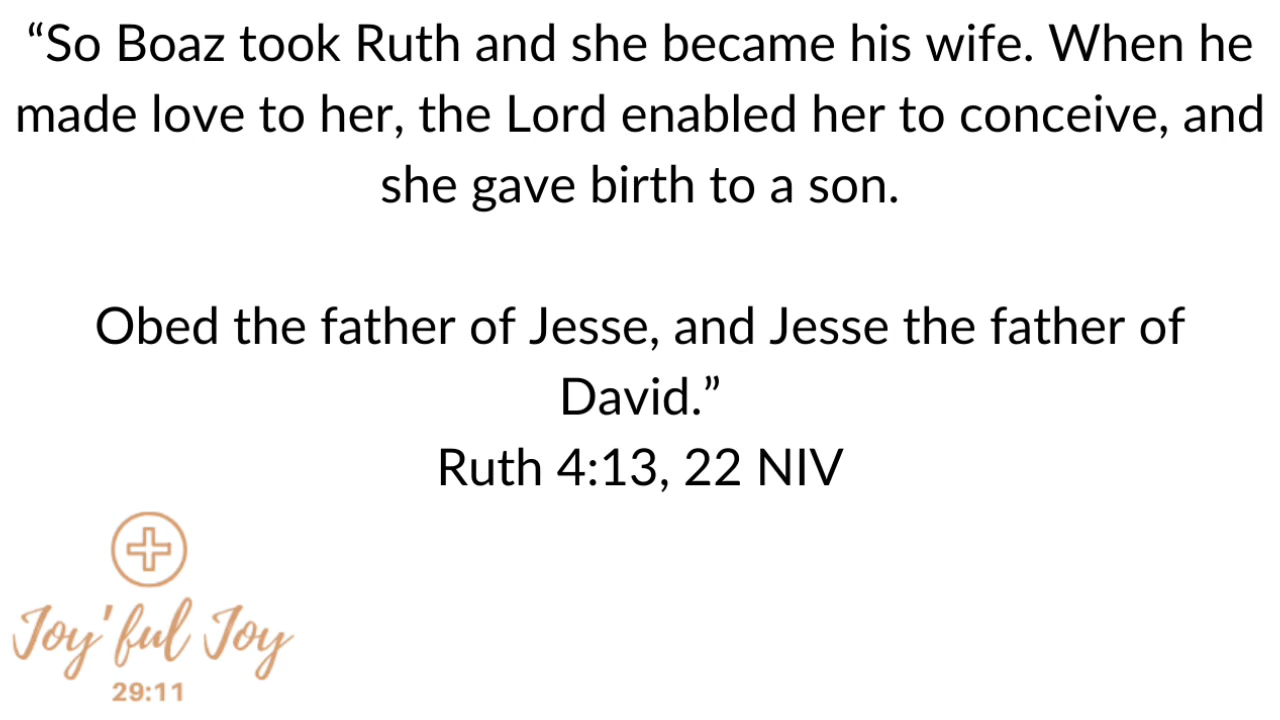 “So Boaz took Ruth and she became his wife. When he
made love to her, the Lord enabled her to conceive, and
she gave birth to a son.
Obed the father of Jesse, and Jesse the father of
David.”
Ruth 4:13, 22 NIV
Joy'ful Joy
29:11